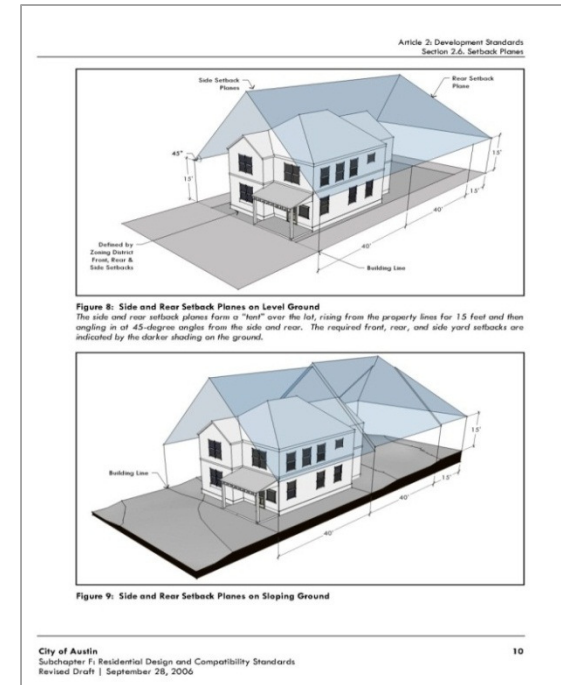 Article 2: Development Standards
Section 2.6. Setback Planes
Side Setback
Planes
Rear Setback
Plane
45°
15'
15'
15'
40'
40'
Defined by
Zoning District
Front, Rear &
Side Setbacks
Building Line
Figure 8: Side and Rear Setback Planes on Level Ground
The side and rear setback planes form a "tent" over the lot, rising from the property lines for 15 feet and then
angling in at 45-degree angles from the side and rear. The required front, rear, and side yard setbacks are
indicated by the darker shading on the ground.
15'
Building Line
15'
40'
40'
Figure 9: Side and Rear Setback Planes on Sloping Ground
City of Austin
10
Subchapter F: Residential Design and Compatibility Standards
Revised Draft | September 28, 2006